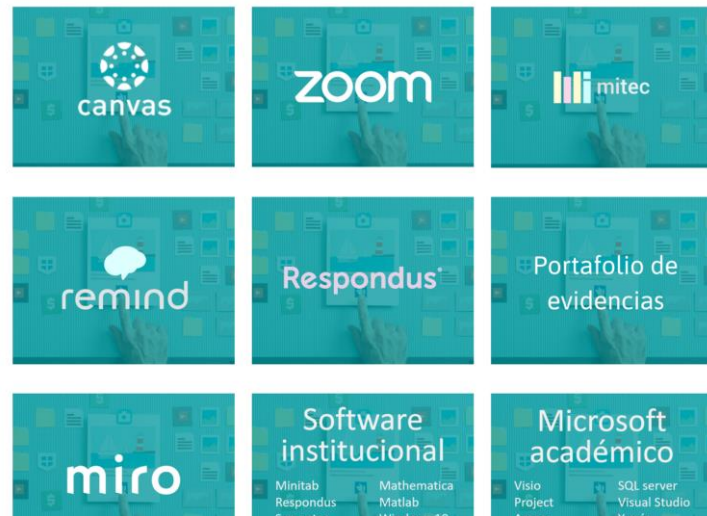 canvas
zoom
mitec
remind
Respondus
Portafolio de
evidencias
miro
Software
institucional
Minitab Mathematica
Respondus Matlab
Microsoft
académico
Visio SQL server
Project Visual Studio